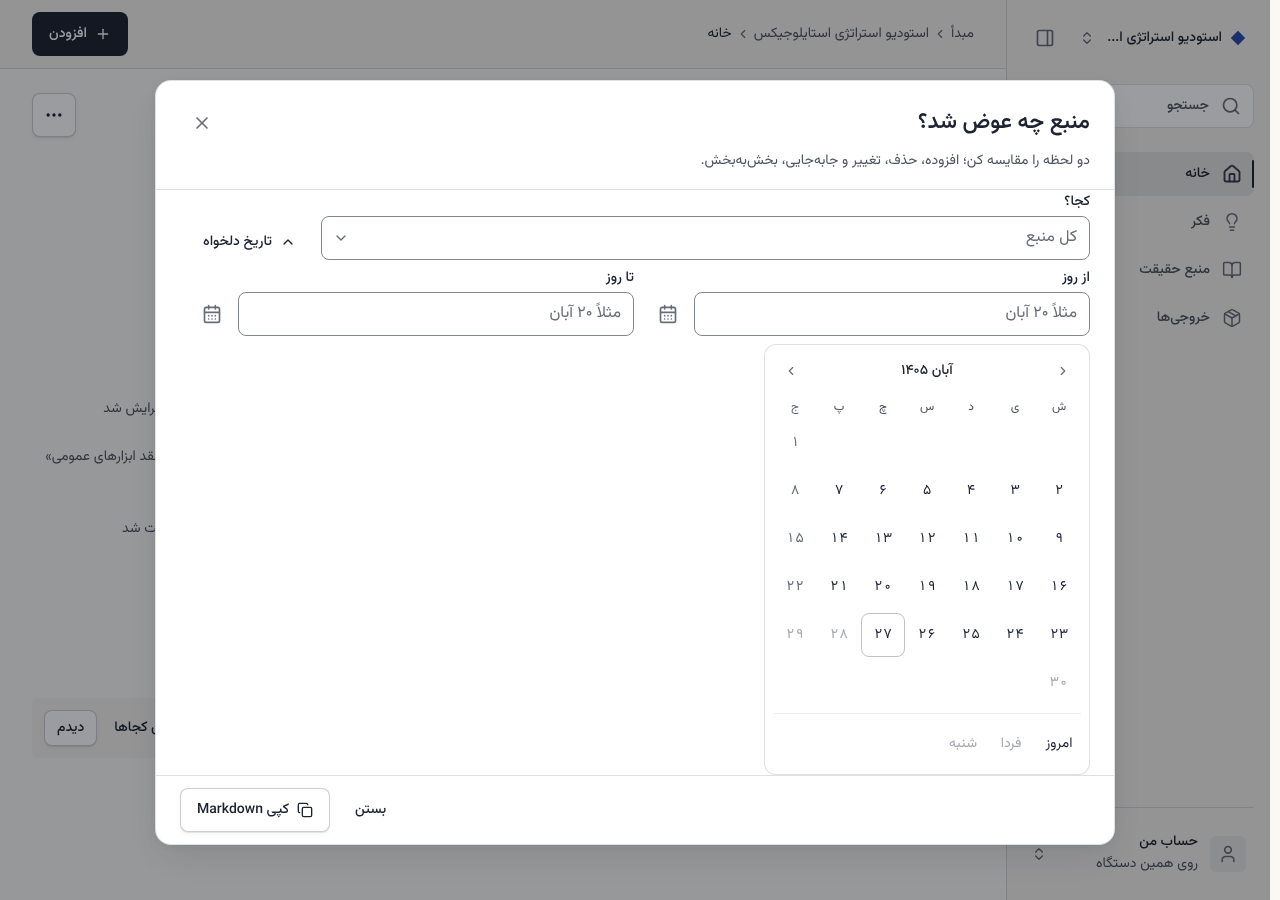 استودیو استراتژی ا...
مبدأ › استودیو استراتژی استایلوجیکس › خانه
افزودن
جستجو
خانه
فکر
منبع حقیقت
خروجی‌ها
منبع چه عوض شد؟
دو لحظه را مقایسه کن؛ افزوده، حذف، تغییر و جابه‌جایی، بخش‌به‌بخش.
کجا؟
کل منبع
تاریخ دلخواه
از روز
تا روز
مثلاً ۲۰ آبان
مثلاً ۲۰ آبان
آبان ۱۴۰۵
ش ی د س چ پ ج
۱
۲ ۳ ۴ ۵ ۶ ۷ ۸
۹ ۱۰ ۱۱ ۱۲ ۱۳ ۱۴ ۱۵
۱۶ ۱۷ ۱۸ ۱۹ ۲۰ ۲۱ ۲۲
۲۳ ۲۴ ۲۵ ۲۶ ۲۷ ۲۸ ۲۹
۳۰
امروز فردا شنبه
بستن
کپی Markdown
شد
ابزارهای عمومی»
شد
کجاها
دیدم
حساب من
روی همین دستگاه